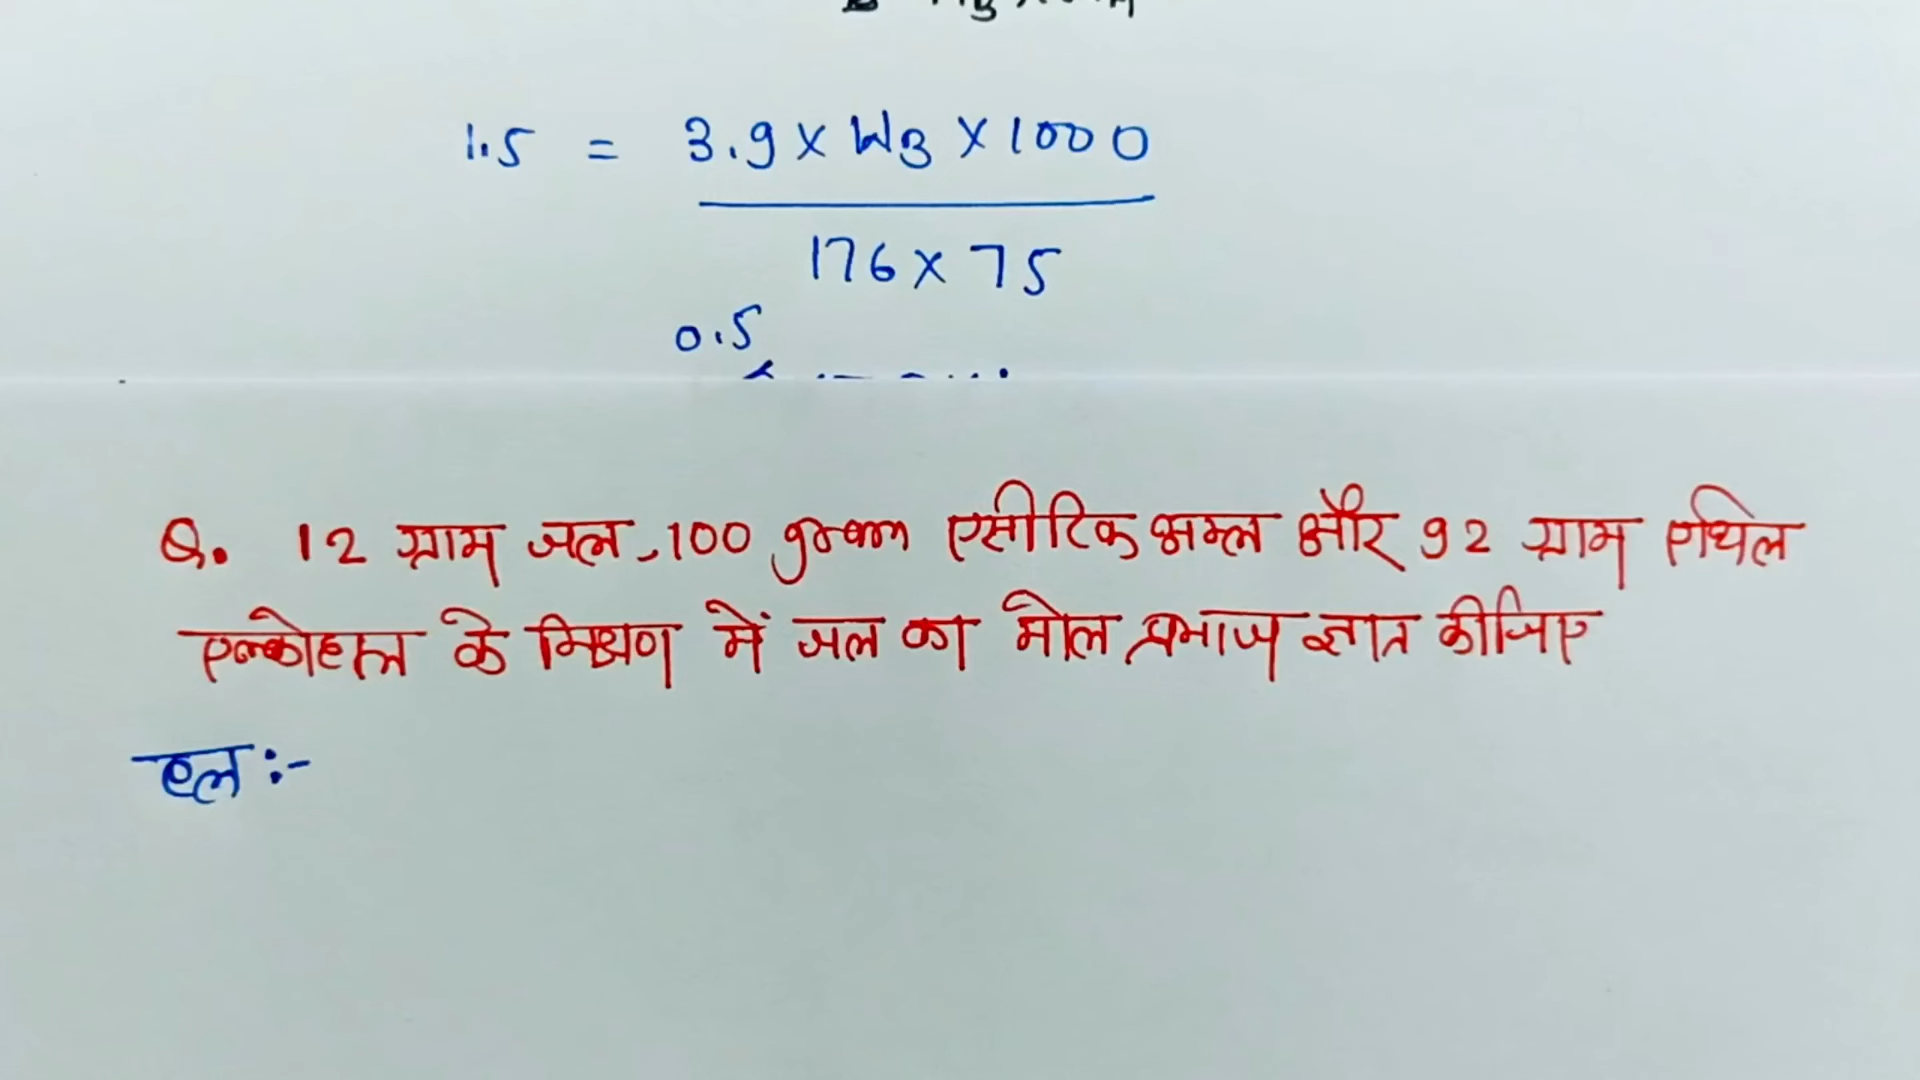 1.5 = 3.9 x W3 x 1000
176 x 75
0.5
Q. 12 ग्राम जल, 100 gram एसीटिक अम्ल और 92 ग्राम एथिल
एल्कोहल के मिश्रण में जल का मोल प्रभाज ज्ञात कीजिए
हल :-